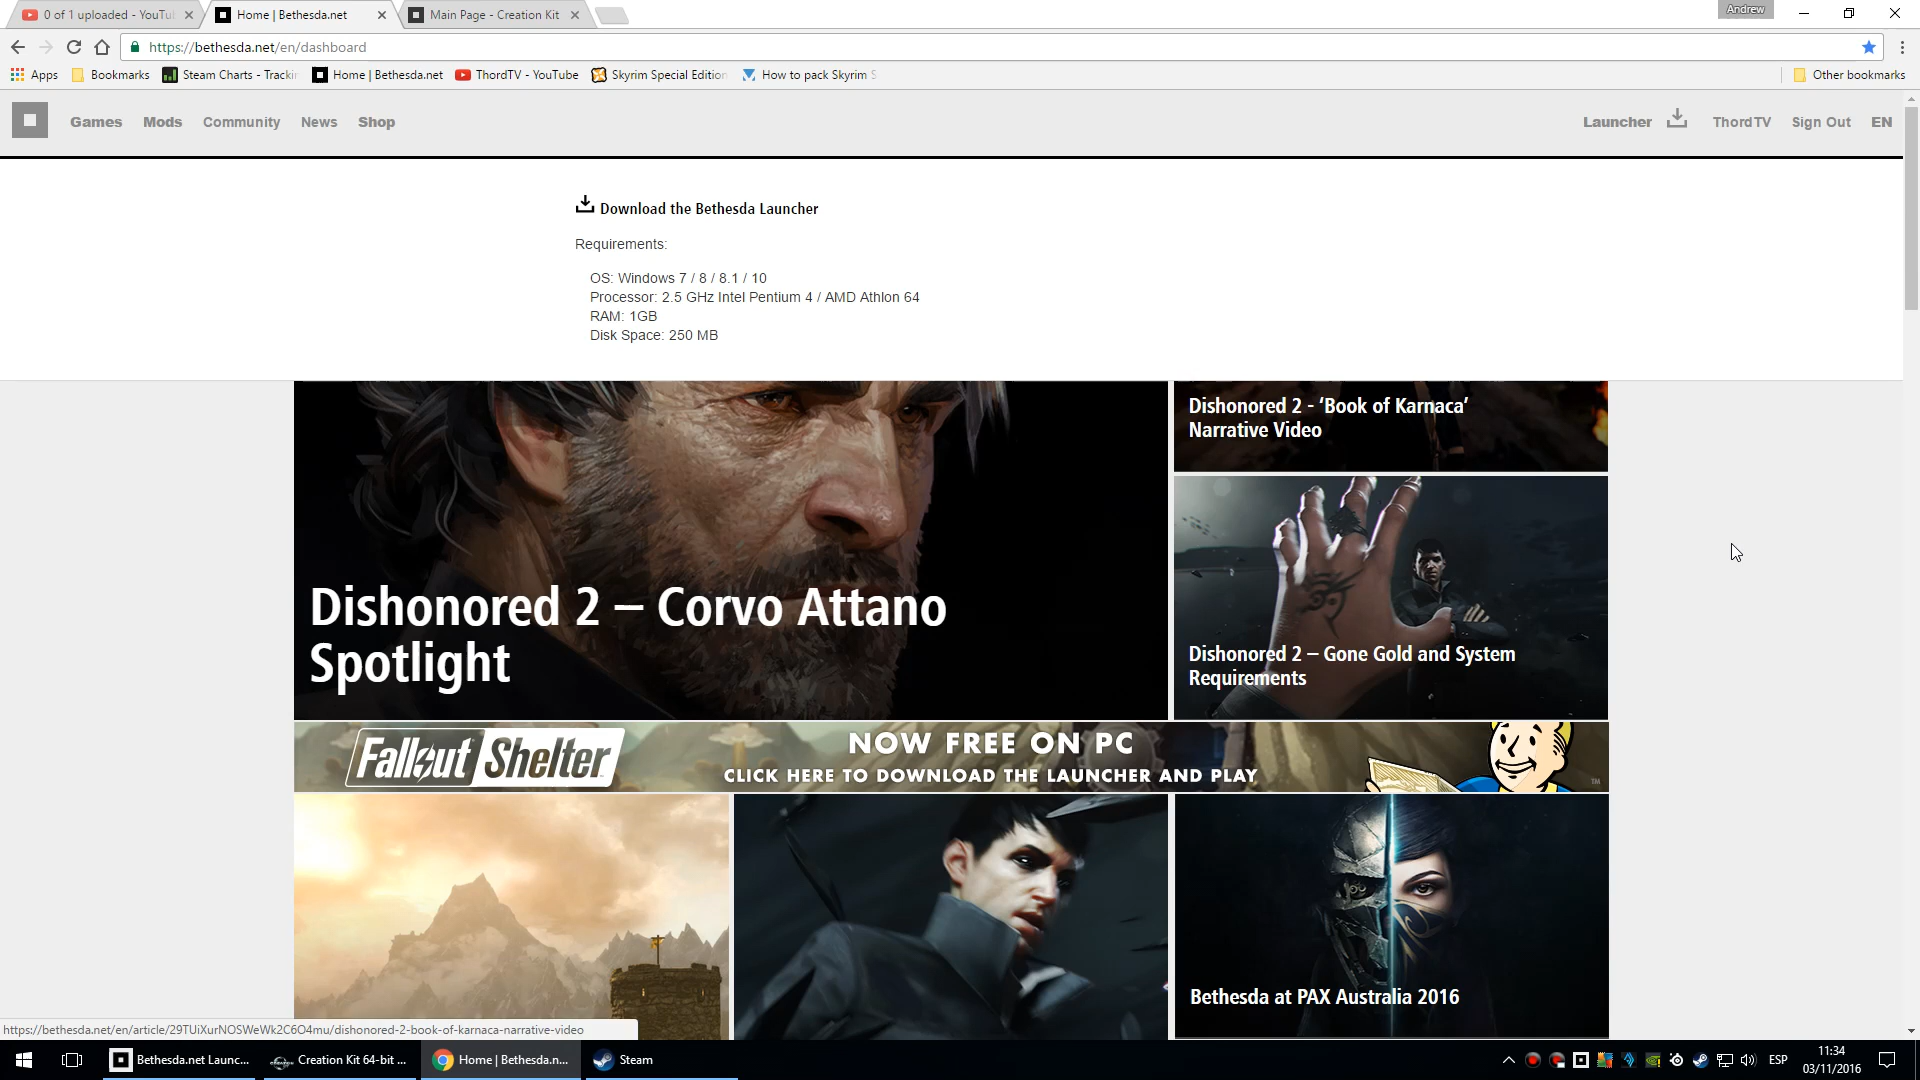 0 of 1 uploaded - YouTu
Home | Bethesda.net
Main Page - Creation Kit
Andrew
https://bethesda.net/en/dashboard
Apps
Bookmarks
Steam Charts - Tracki
Home | Bethesda.net
ThordTV - YouTube
Skyrim Special Edition
How to pack Skyrim S
Other bookmarks
Games
Mods
Community
News
Shop
Launcher
ThordTV
Sign Out
EN
Download the Bethesda Launcher
Requirements:
OS: Windows 7 / 8 / 8.1 / 10
Processor: 2.5 GHz Intel Pentium 4 / AMD Athlon 64
RAM: 1GB
Disk Space: 250 MB
Dishonored 2 - ‘Book of Karnaca’
Narrative Video
Dishonored 2 – Corvo Attano
Spotlight
Dishonored 2 – Gone Gold and System
Requirements
Fallout Shelter
NOW FREE ON PC
CLICK HERE TO DOWNLOAD THE LAUNCHER AND PLAY
TM
Bethesda at PAX Australia 2016
https://bethesda.net/en/article/29TUiXurNOSWeWk2C6O4mu/dishonored-2-book-of-karnaca-narrative-video
Bethesda.net Launc...
Creation Kit 64-bit ...
Home | Bethesda.n...
Steam
ESP
11:34
03/11/2016